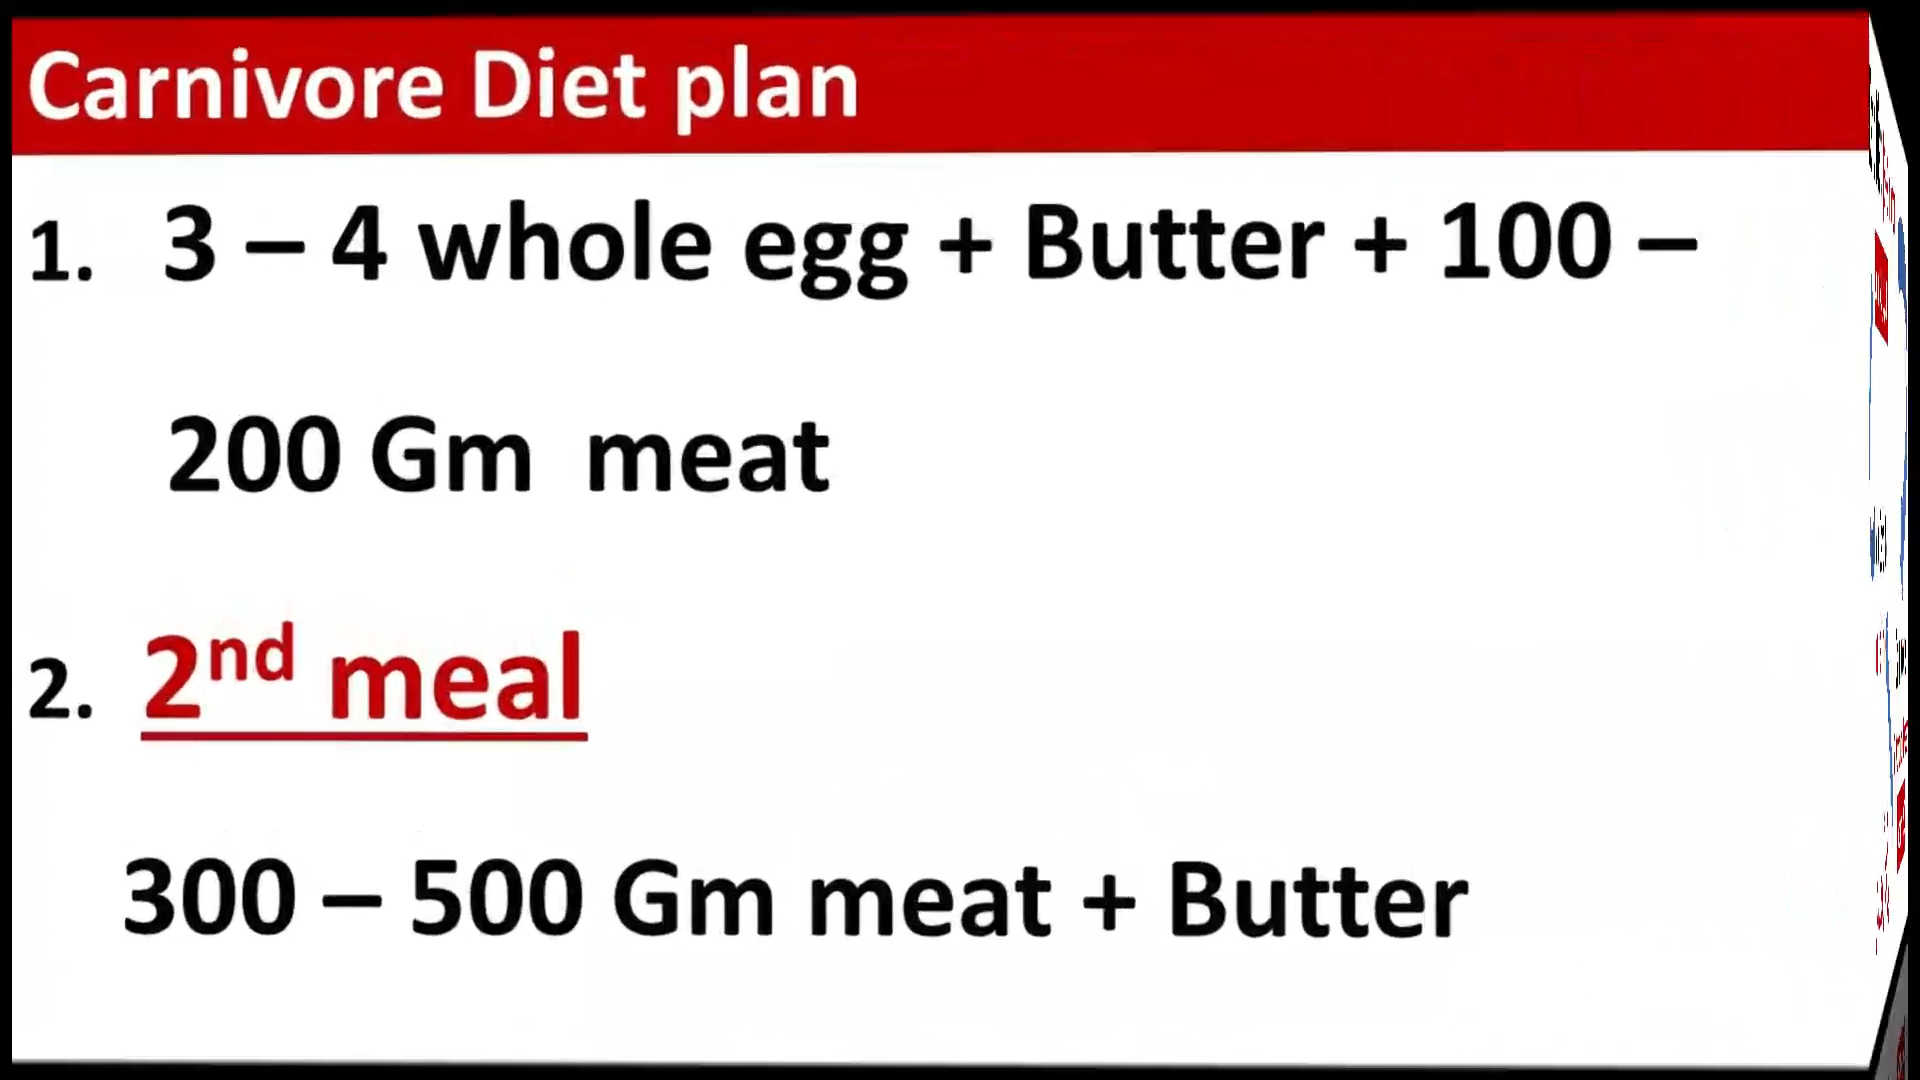 Carnivore Diet plan
1. 3 – 4 whole egg + Butter + 100 –
200 Gm meat
2. 2nd meal
300 – 500 Gm meat + Butter